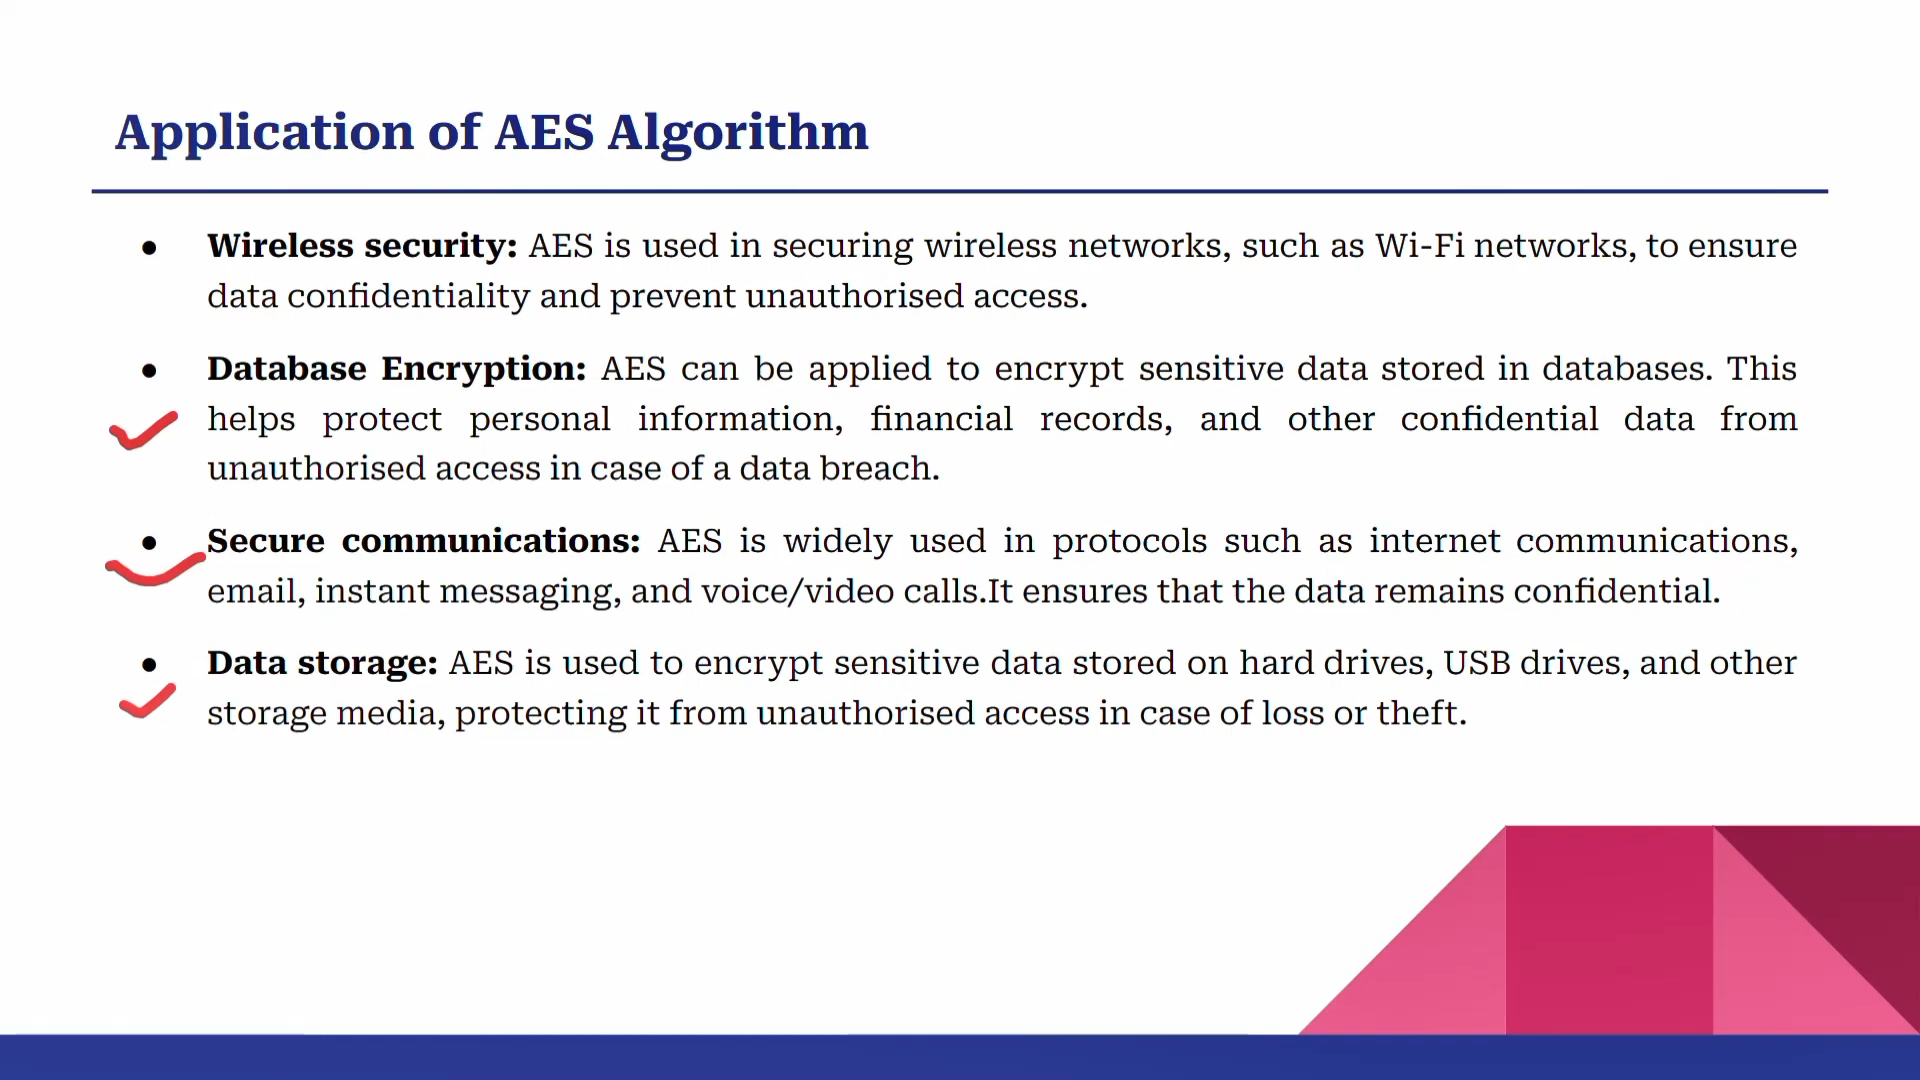 Application of AES Algorithm
● Wireless security: AES is used in securing wireless networks, such as Wi-Fi networks, to ensure
data confidentiality and prevent unauthorised access.
● Database Encryption: AES can be applied to encrypt sensitive data stored in databases. This
helps protect personal information, financial records, and other confidential data from
unauthorised access in case of a data breach.
● Secure communications: AES is widely used in protocols such as internet communications,
email, instant messaging, and voice/video calls.It ensures that the data remains confidential.
● Data storage: AES is used to encrypt sensitive data stored on hard drives, USB drives, and other
storage media, protecting it from unauthorised access in case of loss or theft.